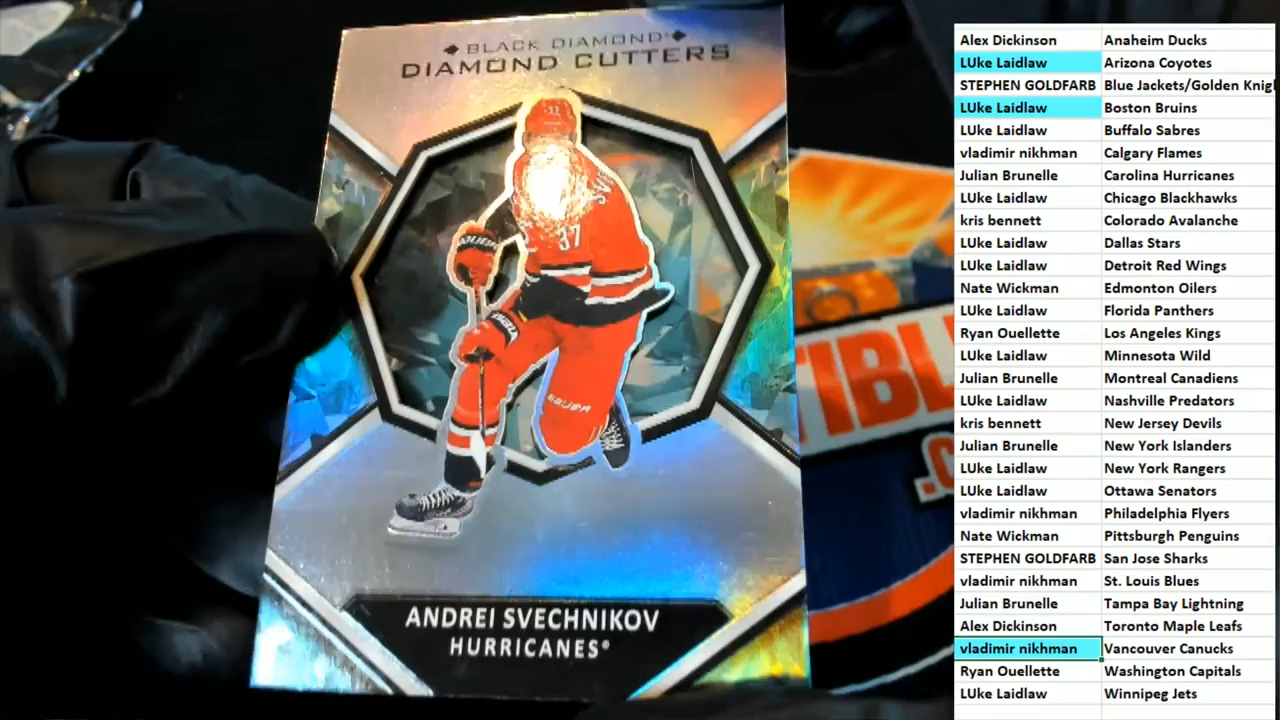 BLACK DIAMOND
DIAMOND CUTTERS
37
37
BAUER
ANDREI SVECHNIKOV
HURRICANES®
TIBL
.C
Alex Dickinson Anaheim Ducks
LUke Laidlaw Arizona Coyotes
STEPHEN GOLDFARB Blue Jackets/Golden Knigl
LUke Laidlaw Boston Bruins
LUke Laidlaw Buffalo Sabres
vladimir nikhman Calgary Flames
Julian Brunelle Carolina Hurricanes
LUke Laidlaw Chicago Blackhawks
kris bennett Colorado Avalanche
LUke Laidlaw Dallas Stars
LUke Laidlaw Detroit Red Wings
Nate Wickman Edmonton Oilers
LUke Laidlaw Florida Panthers
Ryan Ouellette Los Angeles Kings
LUke Laidlaw Minnesota Wild
Julian Brunelle Montreal Canadiens
LUke Laidlaw Nashville Predators
kris bennett New Jersey Devils
Julian Brunelle New York Islanders
LUke Laidlaw New York Rangers
LUke Laidlaw Ottawa Senators
vladimir nikhman Philadelphia Flyers
Nate Wickman Pittsburgh Penguins
STEPHEN GOLDFARB San Jose Sharks
vladimir nikhman St. Louis Blues
Julian Brunelle Tampa Bay Lightning
Alex Dickinson Toronto Maple Leafs
vladimir nikhman Vancouver Canucks
Ryan Ouellette Washington Capitals
LUke Laidlaw Winnipeg Jets